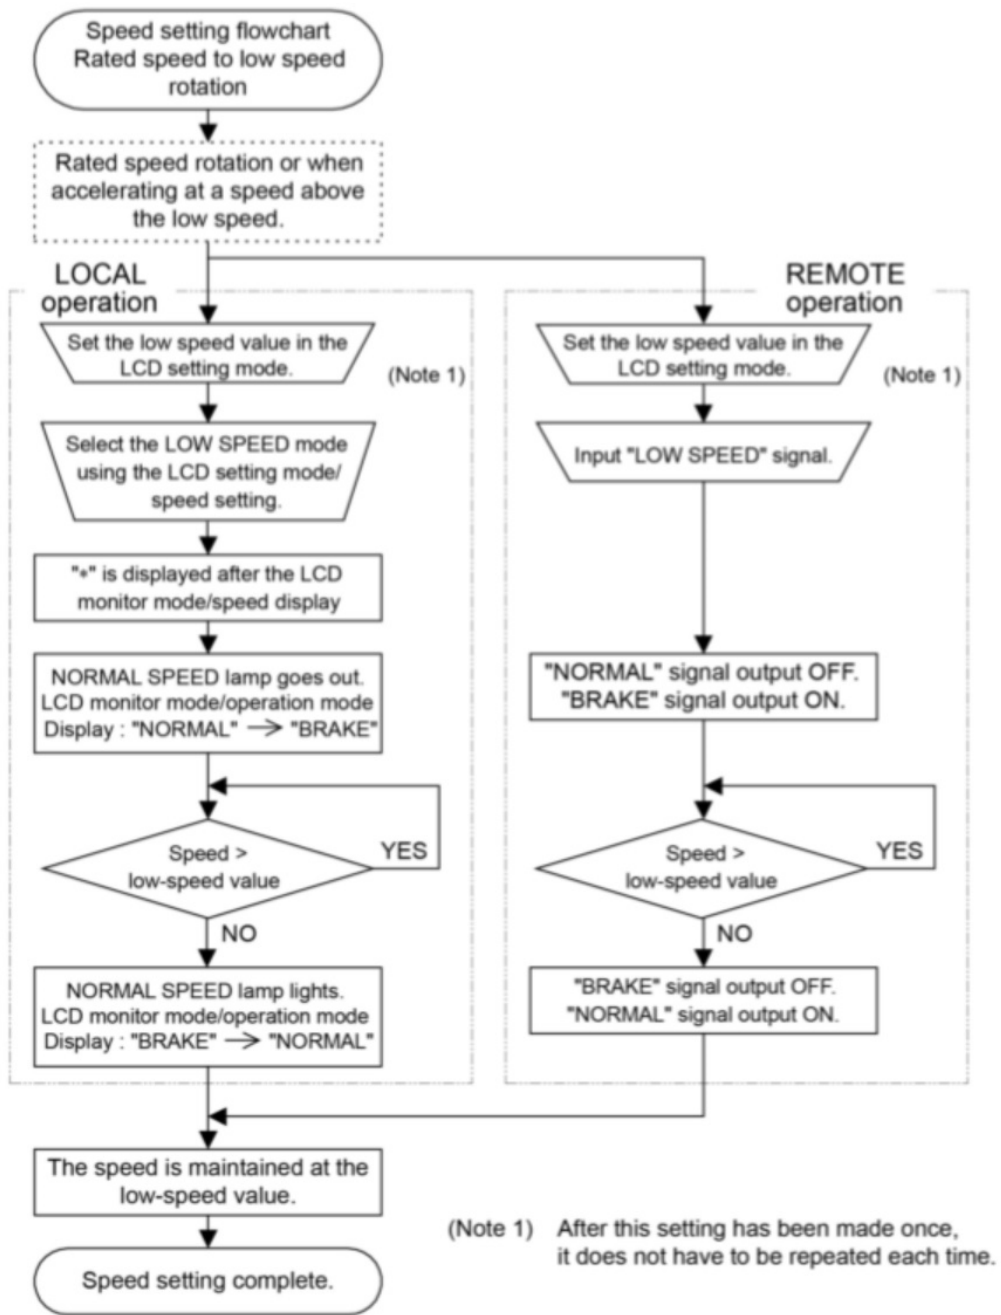 Speed setting flowchart
Rated speed to low speed
rotation
Rated speed rotation or when
accelerating at a speed above
the low speed.
LOCAL
operation
Set the low speed value in the
LCD setting mode.
(Note 1)
Select the LOW SPEED mode
using the LCD setting mode/
speed setting.
"*" is displayed after the LCD
monitor mode/speed display
NORMAL SPEED lamp goes out.
LCD monitor mode/operation mode
Display : "NORMAL" → "BRAKE"
Speed >
low-speed value
YES
NO
NORMAL SPEED lamp lights.
LCD monitor mode/operation mode
Display : "BRAKE" → "NORMAL"
REMOTE
operation
Set the low speed value in the
LCD setting mode.
(Note 1)
Input "LOW SPEED" signal.
"NORMAL" signal output OFF.
"BRAKE" signal output ON.
Speed >
low-speed value
YES
NO
"BRAKE" signal output OFF.
"NORMAL" signal output ON.
The speed is maintained at the
low-speed value.
Speed setting complete.
(Note 1) After this setting has been made once,
it does not have to be repeated each time.